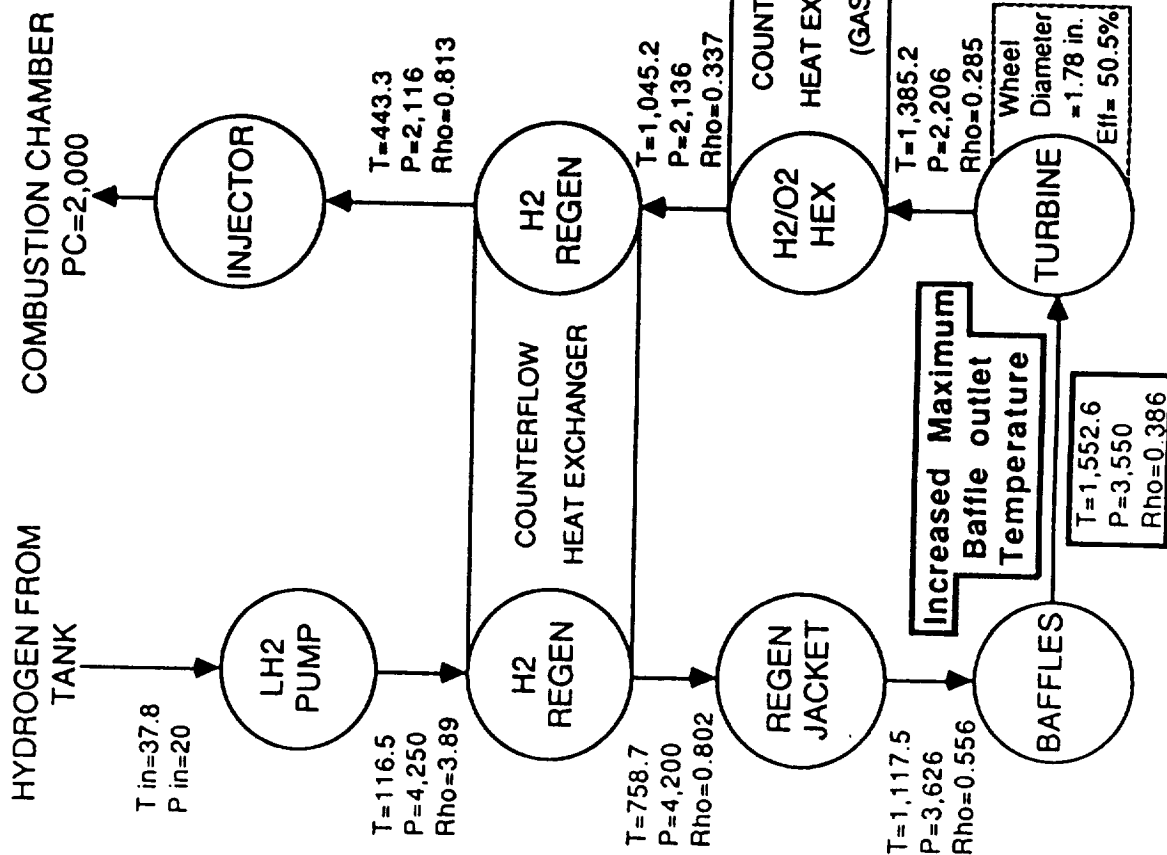 HYDROGEN FROM
TANK
T in=37.8
P in=20
LH2
PUMP
T=116.5
P=4,250
Rho=3.89
H2
REGEN
T=758.7
P=4,200
Rho=0.802
REGEN
JACKET
T=1,117.5
P=3,626
Rho=0.556
BAFFLES
COUNTERFLOW
HEAT EXCHANGER
Increased Maximum
Baffle outlet
Temperature
T=1,552.6
P=3,550
Rho=0.386
COMBUSTION CHAMBER
PC=2,000
INJECTOR
T=443.3
P=2,116
Rho=0.813
H2
REGEN
T=1,045.2
P=2,136
Rho=0.337
H2/O2
HEX
COUNT
HEAT EX
(GAS
T=1,385.2
P=2,206
Rho=0.285
TURBINE
Wheel
Diameter
=1.78 in.
Eff= 50.5%